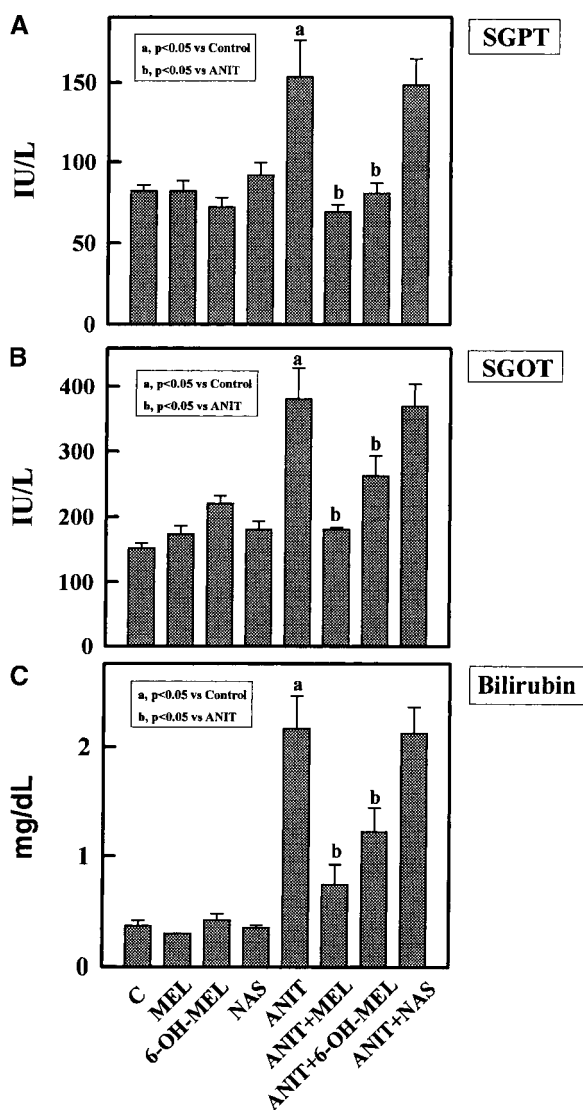 A
SGPT
a, p<0.05 vs Control
b, p<0.05 vs ANIT
a
b
b
IU/L
150
100
50
0
B
SGOT
a, p<0.05 vs Control
b, p<0.05 vs ANIT
a
b
b
IU/L
400
300
200
100
0
C
Bilirubin
a, p<0.05 vs Control
b, p<0.05 vs ANIT
a
b
b
mg/dL
2
1
0
C
MEL
6-OH-MEL
NAS
ANIT
ANIT+MEL
ANIT+6-OH-MEL
ANIT+NAS